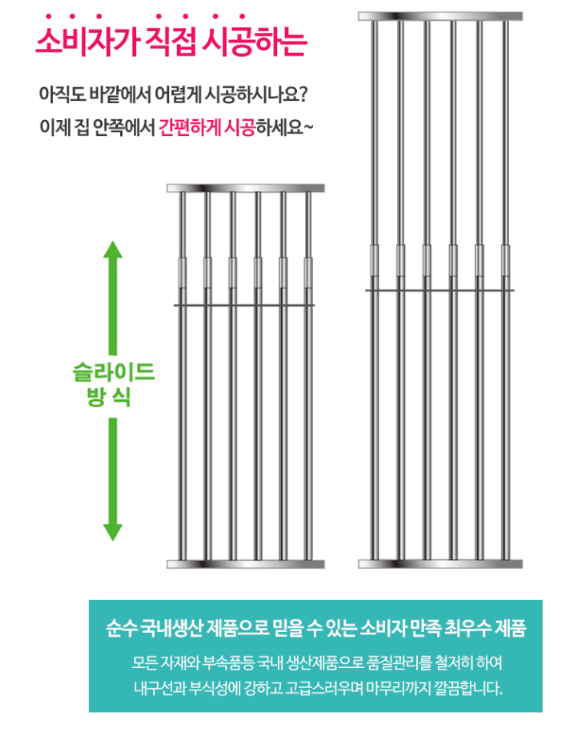 소비자가 직접 시공하는
아직도 바깥에서 어렵게 시공하시나요?
이제 집 안쪽에서 간편하게 시공하세요~
슬라이드
방 식
순수 국내생산 제품으로 믿을 수 있는 소비자 만족 최우수 제품
모든 자재와 부속품등 국내 생산제품으로 품질관리를 철저히 하여
내구선과 부식성에 강하고 고급스러우며 마무리까지 깔끔합니다.